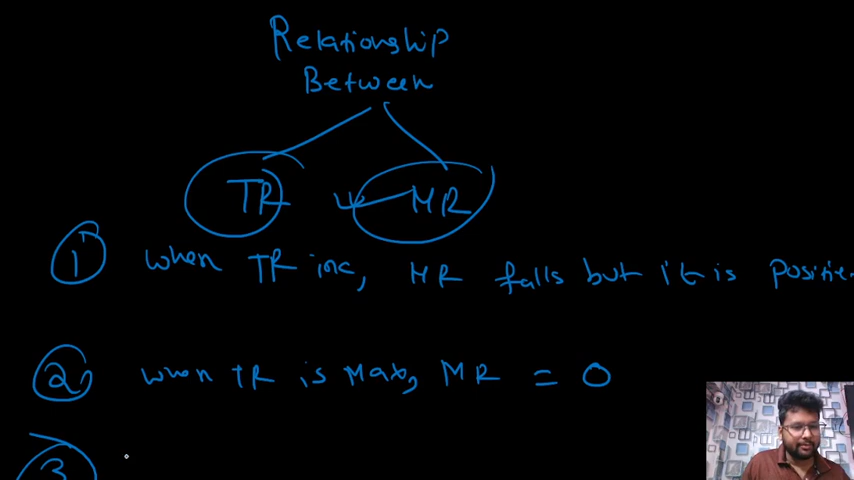 Relationship
Between
TR MR
1 when TR inc, MR falls but it is positive
2 when TR is Max, MR = 0
3